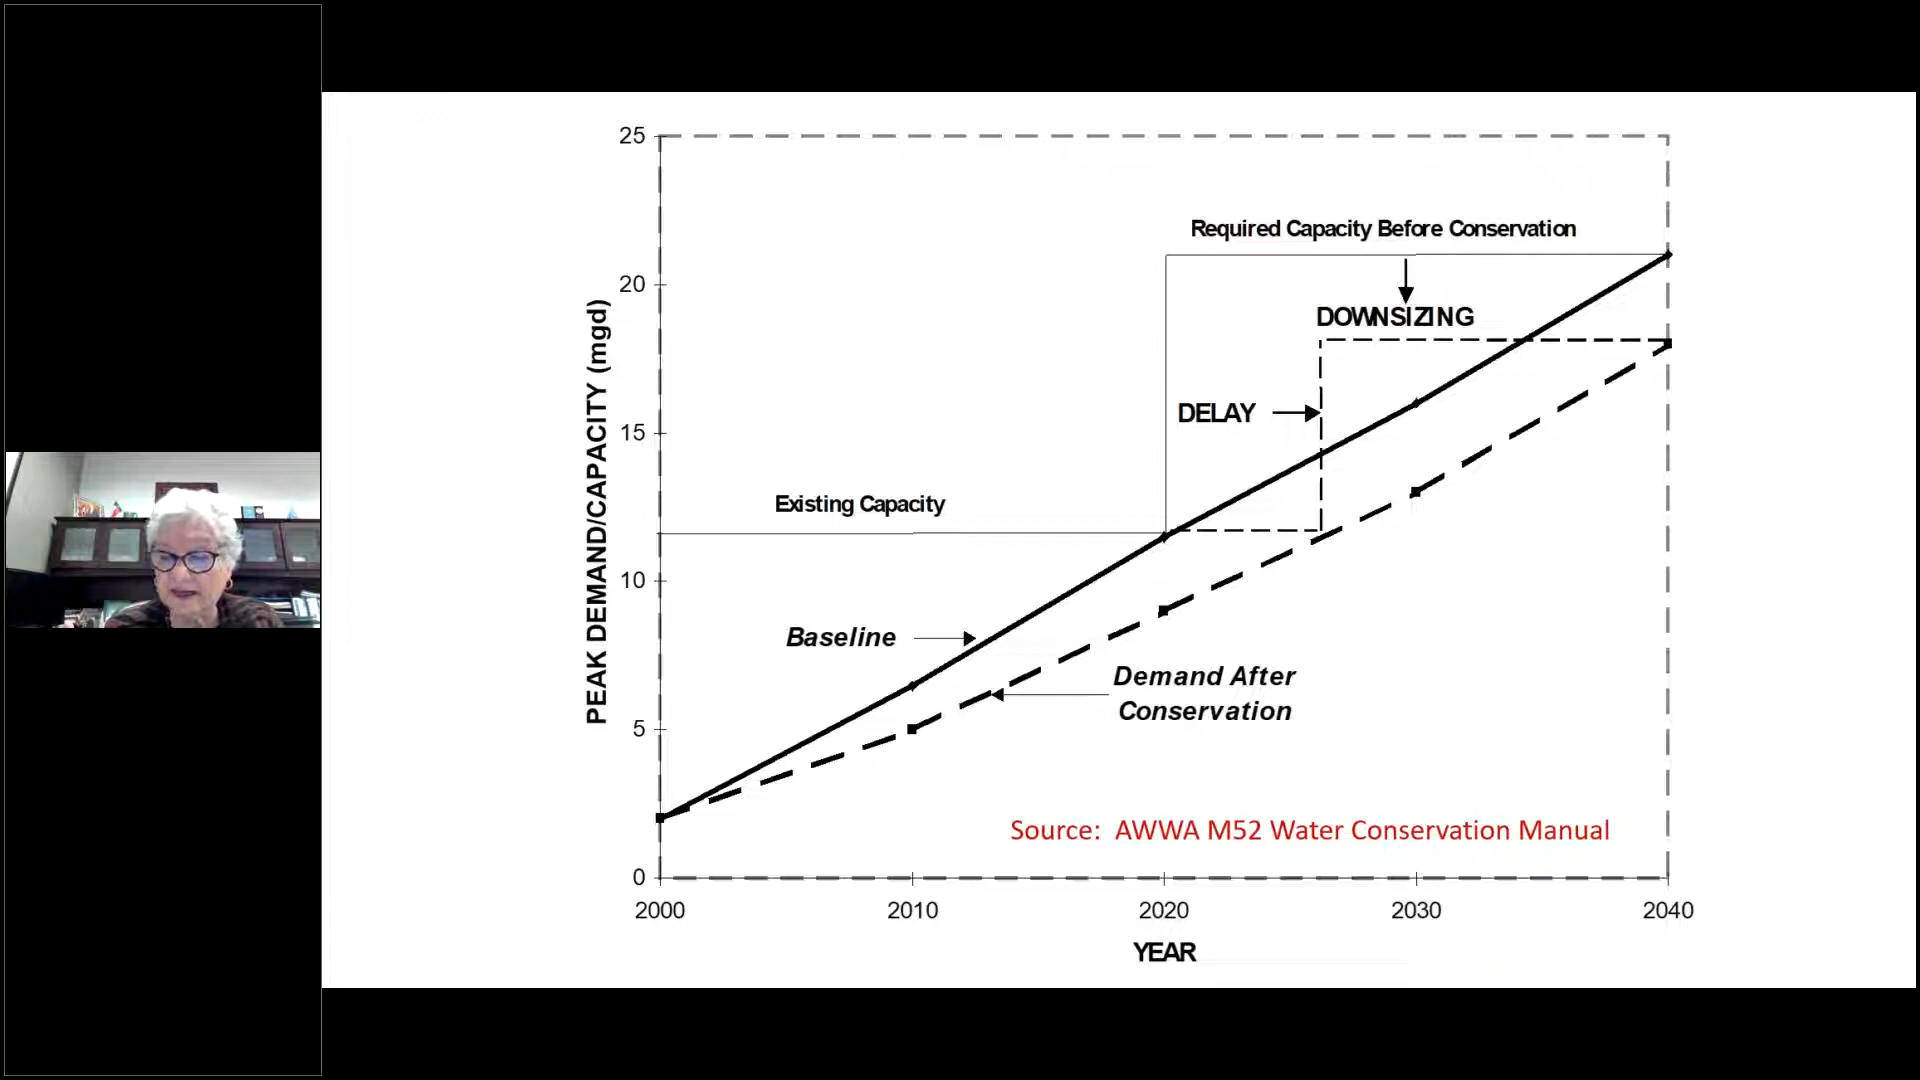 25
Required Capacity Before Conservation
20
DOWNSIZING
DELAY
15
Existing Capacity
10
Baseline
Demand After
Conservation
5
Source: AWWA M52 Water Conservation Manual
0
2000 2010 2020 2030 2040
YEAR
PEAK DEMAND/CAPACITY (mgd)